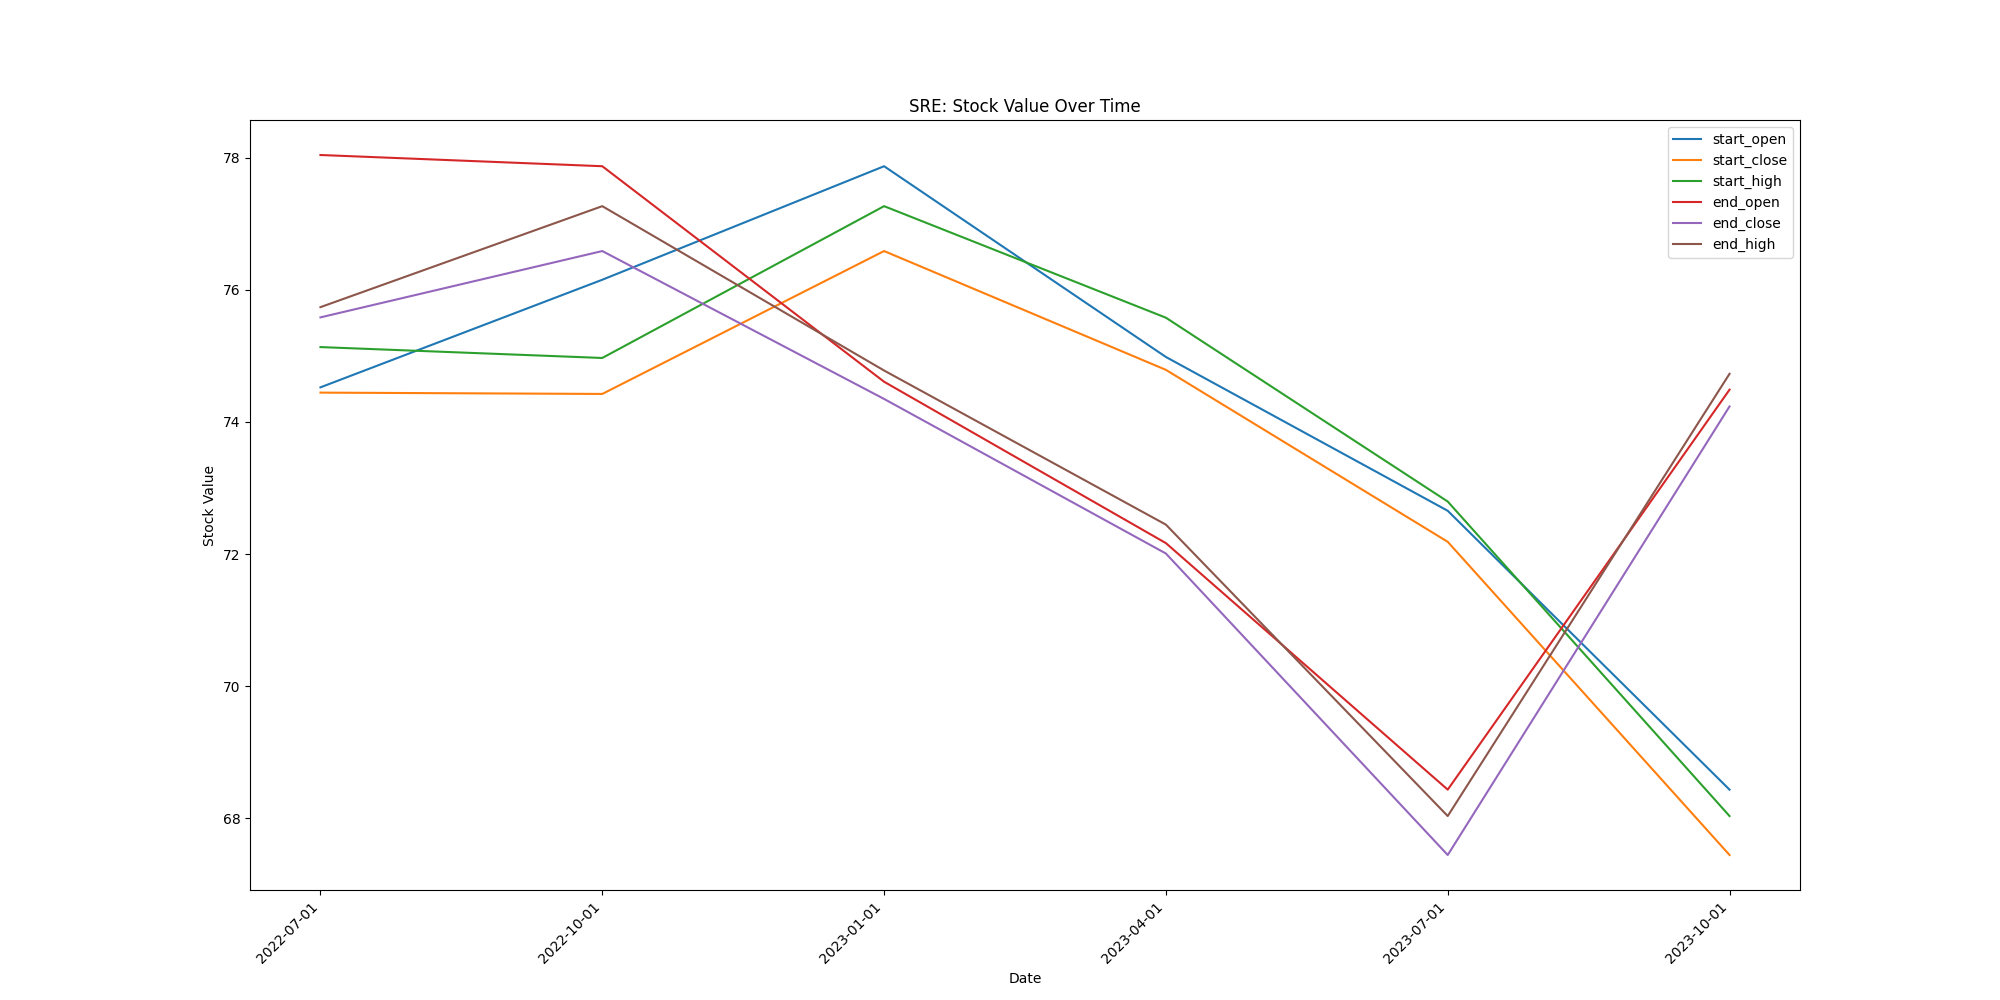 SRE: Stock Value Over Time
start_open
start_close
start_high
end_open
end_close
end_high
78
76
74
72
70
68
Stock Value
2022-07-01
2022-10-01
2023-01-01
2023-04-01
2023-07-01
2023-10-01
Date